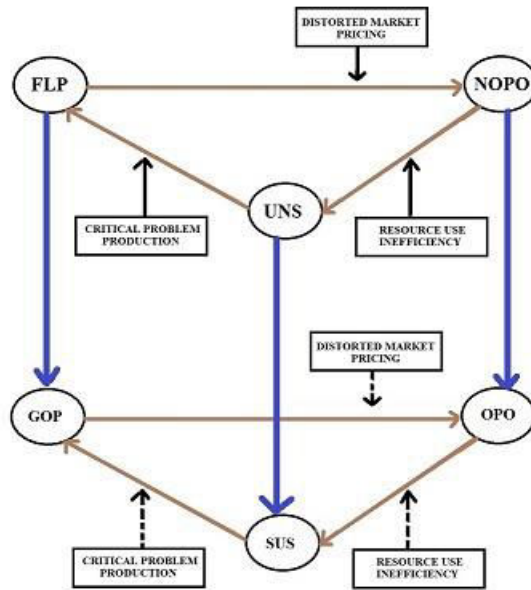 DISTORTED MARKET
PRICING
FLP
NOPO
UNS
CRITICAL PROBLEM
PRODUCTION
RESOURCE USE
INEFFICIENCY
DISTORTED MARKET
PRICING
GOP
OPO
SUS
CRITICAL PROBLEM
PRODUCTION
RESOURCE USE
INEFFICIENCY